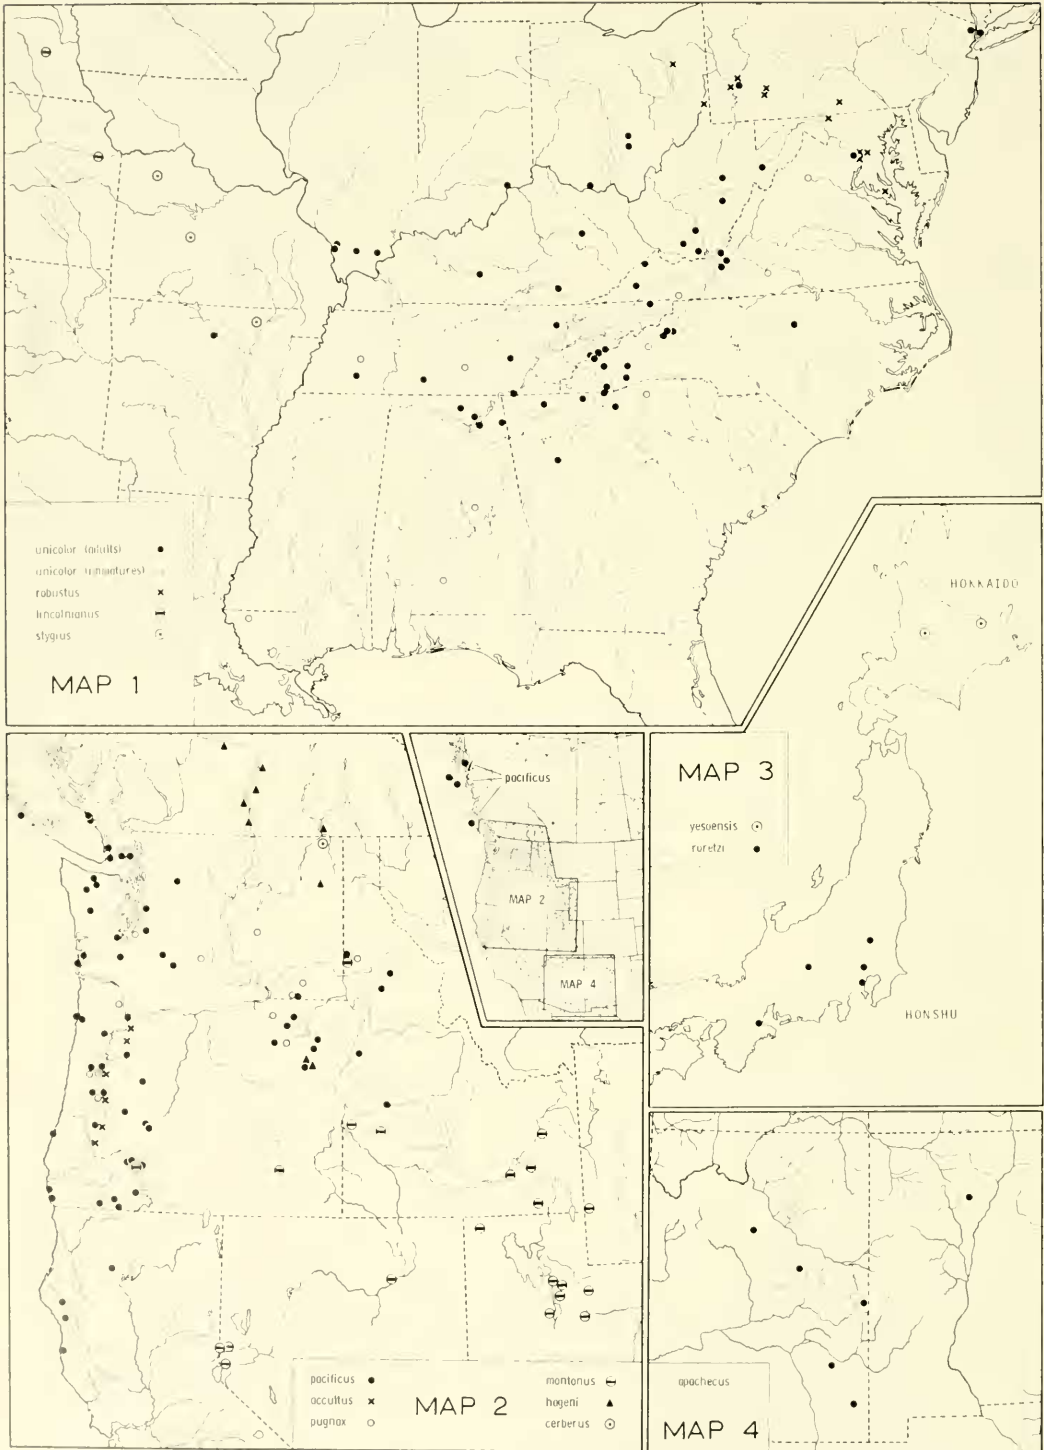 unicolor (adults)
unicolor (immatures)
robustus
lincolnianus
stygius
MAP 1
HOKKAIDO
MAP 3
yesoensis
ruretzi
HONSHU
pacificus
MAP 2
MAP 4
pacificus
occultus
pugnax
MAP 2
montanus
hageni
cerberus
apachecus
MAP 4